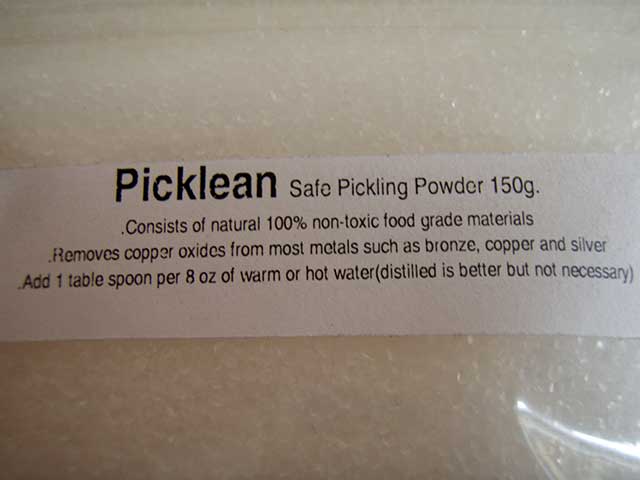 Picklean Safe Pickling Powder 150g.
.Consists of natural 100% non-toxic food grade materials
.Removes copper oxides from most metals such as bronze, copper and silver
.Add 1 table spoon per 8 oz of warm or hot water(distilled is better but not necessary)